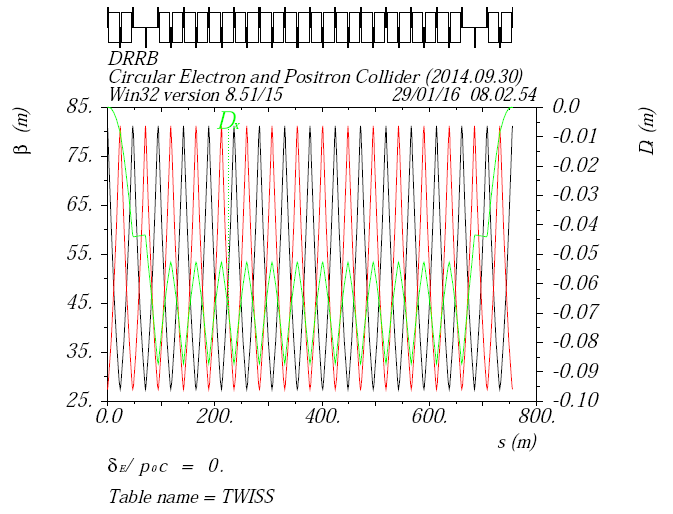 DRRB
Circular Electron and Positron Collider (2014.09.30)
Win32 version 8.51/15 29/01/16 08.02.54
85. 0.0
Dx
-0.01
75.
-0.02
-0.03
65.
-0.04
55. -0.05
-0.06
45.
-0.07
-0.08
35.
-0.09
25. -0.10
0.0 200. 400. 600. 800.
s (m)
β (m)
D (m)
δE/ p0c = 0.
Table name = TWISS